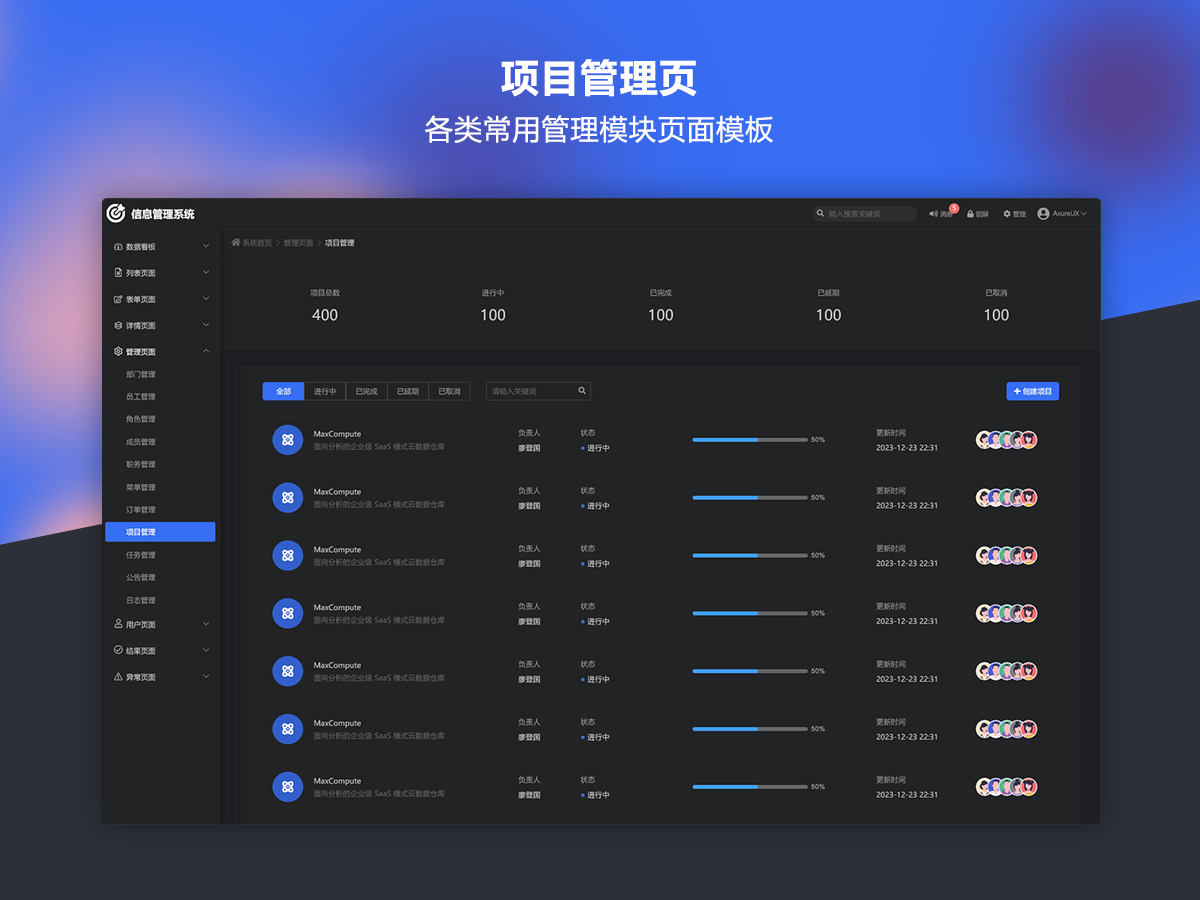 项目管理页
各类常用管理模块页面模板
信息管理系统
输入搜索关键词
消息
5
锁屏
管理
AxureUX
数据看板
列表页面
表单页面
详情页面
管理页面
部门管理
员工管理
角色管理
成员管理
职务管理
菜单管理
订单管理
项目管理
任务管理
公告管理
日志管理
用户页面
结果页面
异常页面
系统首页 > 管理页面 > 项目管理
项目总数 进行中 已完成 已延期 已取消
400 100 100 100 100
全部 进行中 已完成 已延期 已取消 请输入关键词 + 创建项目
MaxCompute 负责人 状态 更新时间
面向分析的企业级 SaaS 模式云数据仓库 廖登国 进行中 50% 2023-12-23 22:31
MaxCompute 负责人 状态 更新时间
面向分析的企业级 SaaS 模式云数据仓库 廖登国 进行中 50% 2023-12-23 22:31
MaxCompute 负责人 状态 更新时间
面向分析的企业级 SaaS 模式云数据仓库 廖登国 进行中 50% 2023-12-23 22:31
MaxCompute 负责人 状态 更新时间
面向分析的企业级 SaaS 模式云数据仓库 廖登国 进行中 50% 2023-12-23 22:31
MaxCompute 负责人 状态 更新时间
面向分析的企业级 SaaS 模式云数据仓库 廖登国 进行中 50% 2023-12-23 22:31
MaxCompute 负责人 状态 更新时间
面向分析的企业级 SaaS 模式云数据仓库 廖登国 进行中 50% 2023-12-23 22:31
MaxCompute 负责人 状态 更新时间
面向分析的企业级 SaaS 模式云数据仓库 廖登国 进行中 50% 2023-12-23 22:31